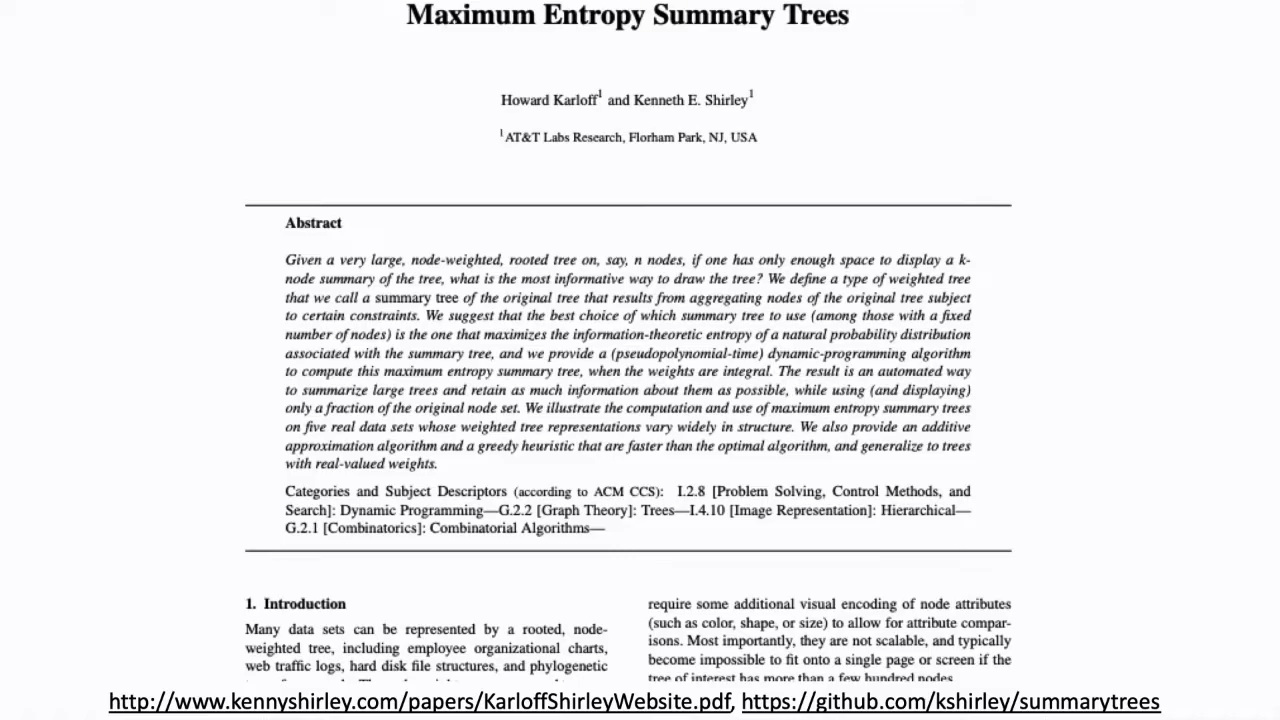 Maximum Entropy Summary Trees
Howard Karloff1 and Kenneth E. Shirley1
1AT&T Labs Research, Florham Park, NJ, USA
Abstract
Given a very large, node-weighted, rooted tree on, say, n nodes, if one has only enough space to display a k-
node summary of the tree, what is the most informative way to draw the tree? We define a type of weighted tree
that we call a summary tree of the original tree that results from aggregating nodes of the original tree subject
to certain constraints. We suggest that the best choice of which summary tree to use (among those with a fixed
number of nodes) is the one that maximizes the information-theoretic entropy of a natural probability distribution
associated with the summary tree, and we provide a (pseudopolynomial-time) dynamic-programming algorithm
to compute this maximum entropy summary tree, when the weights are integral. The result is an automated way
to summarize large trees and retain as much information about them as possible, while using (and displaying)
only a fraction of the original node set. We illustrate the computation and use of maximum entropy summary trees
on five real data sets whose weighted tree representations vary widely in structure. We also provide an additive
approximation algorithm and a greedy heuristic that are faster than the optimal algorithm, and generalize to trees
with real-valued weights.
Categories and Subject Descriptors (according to ACM CCS): I.2.8 [Problem Solving, Control Methods, and
Search]: Dynamic Programming—G.2.2 [Graph Theory]: Trees—I.4.10 [Image Representation]: Hierarchical—
G.2.1 [Combinatorics]: Combinatorial Algorithms—
1. Introduction
Many data sets can be represented by a rooted, node-
weighted tree, including employee organizational charts,
web traffic logs, hard disk file structures, and phylogenetic
require some additional visual encoding of node attributes
(such as color, shape, or size) to allow for attribute compar-
isons. Most importantly, they are not scalable, and typically
become impossible to fit onto a single page or screen if the
tree of interest has more than a few hundred nodes
http://www.kennyshirley.com/papers/KarloffShirleyWebsite.pdf, https://github.com/kshirley/summarytrees